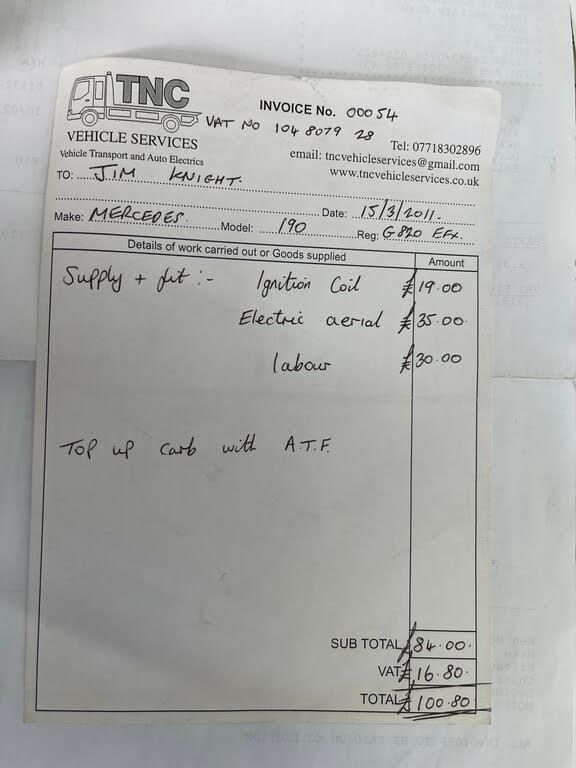 TNC
INVOICE No. 00054
VAT NO 104 8079 28
VEHICLE SERVICES
Tel: 07718302896
Vehicle Transport and Auto Electrics
email: tncvehicleservices@gmail.com
www.tncvehicleservices.co.uk
TO: JIM KNIGHT.
Date: 15/3/2011.
Make: MERCEDES. Model: 190 Reg: G820 EFX.
Details of work carried out or Goods supplied Amount
Supply + fit :- Ignition Coil £19.00
Electric aerial £35.00
labour £30.00
Top up carb with A.T.F.
SUB TOTAL £84.00.
VAT £16.80.
TOTAL £100.80